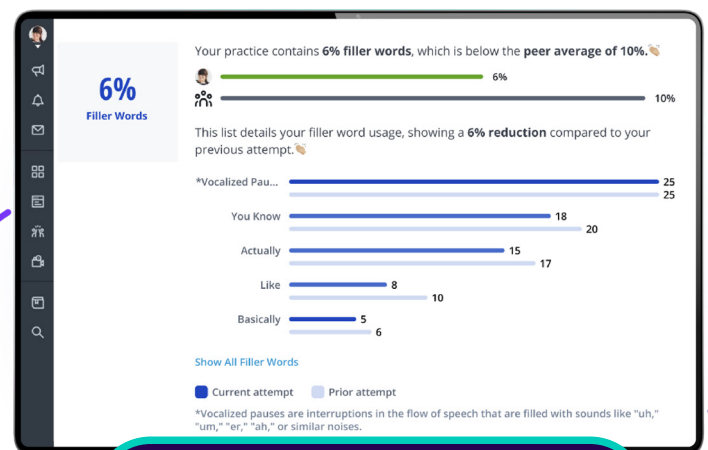 Your practice contains 6% filler words, which is below the peer average of 10%.👏🏼
6%
Filler Words
6%
10%
This list details your filler word usage, showing a 6% reduction compared to your
previous attempt.👏🏼
*Vocalized Pau...
25
25
You Know
18
20
Actually
15
17
Like
8
10
Basically
5
6
Show All Filler Words
Current attempt
Prior attempt
*Vocalized pauses are interruptions in the flow of speech that are filled with sounds like "uh,"
"um," "er," "ah," or similar noises.